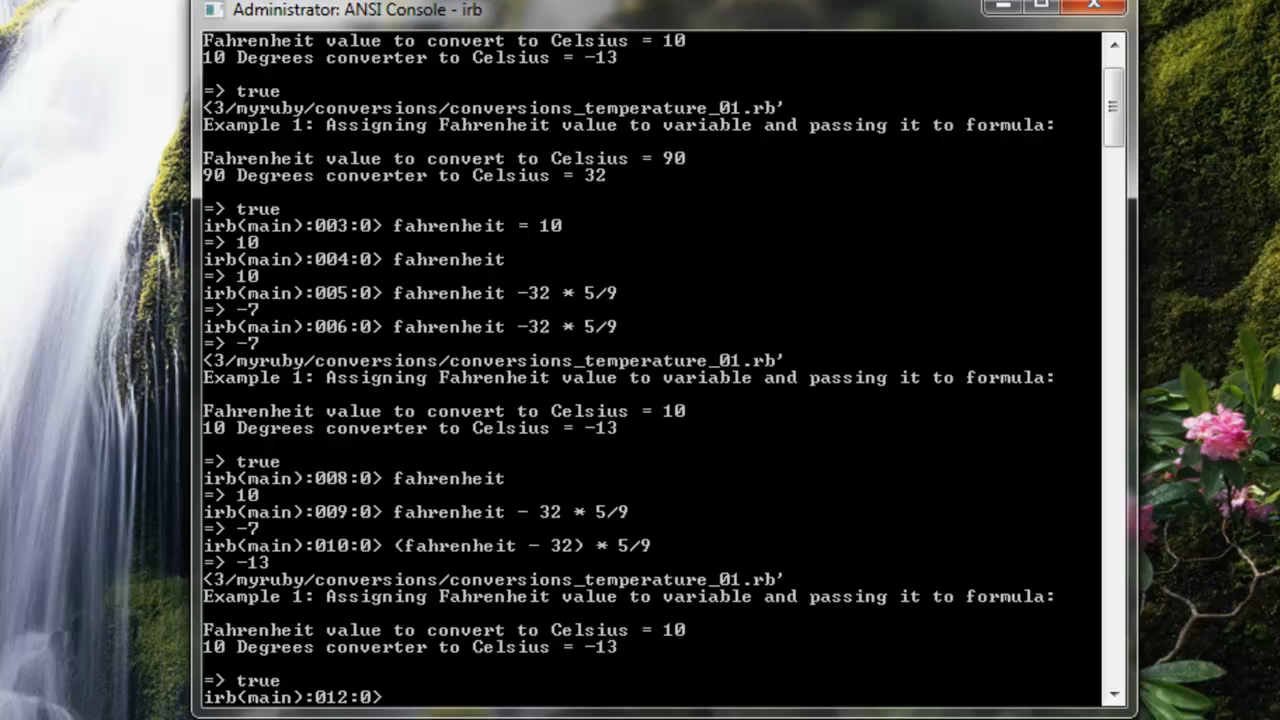 Administrator: ANSI Console - irb
Fahrenheit value to convert to Celsius = 10
10 Degrees converter to Celsius = -13
=> true
<3/myruby/conversions/conversions_temperature_01.rb'
Example 1: Assigning Fahrenheit value to variable and passing it to formula:
Fahrenheit value to convert to Celsius = 90
90 Degrees converter to Celsius = 32
=> true
irb(main):003:0> fahrenheit = 10
=> 10
irb(main):004:0> fahrenheit
=> 10
irb(main):005:0> fahrenheit -32 * 5/9
=> -7
irb(main):006:0> fahrenheit -32 * 5/9
=> -7
<3/myruby/conversions/conversions_temperature_01.rb'
Example 1: Assigning Fahrenheit value to variable and passing it to formula:
Fahrenheit value to convert to Celsius = 10
10 Degrees converter to Celsius = -13
=> true
irb(main):008:0> fahrenheit
=> 10
irb(main):009:0> fahrenheit - 32 * 5/9
=> -7
irb(main):010:0> (fahrenheit - 32) * 5/9
=> -13
<3/myruby/conversions/conversions_temperature_01.rb'
Example 1: Assigning Fahrenheit value to variable and passing it to formula:
Fahrenheit value to convert to Celsius = 10
10 Degrees converter to Celsius = -13
=> true
irb(main):012:0>